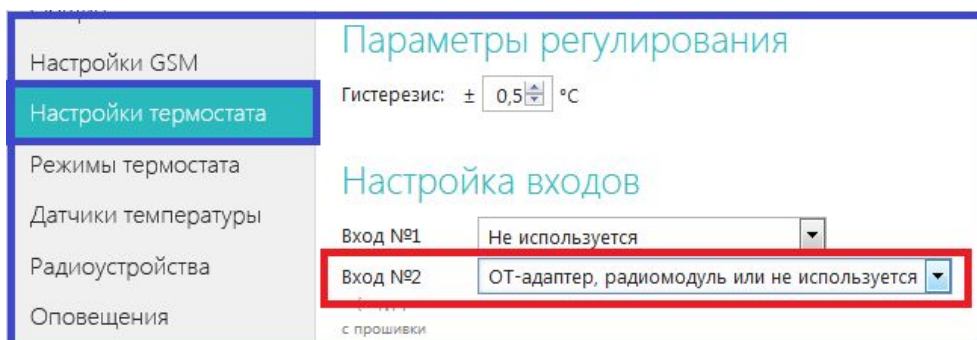 Настройки GSM
Настройки термостата
Режимы термостата
Датчики температуры
Радиоустройства
Оповещения
Параметры регулирования
Гистерезис: ± 0,5 °C
Настройка входов
Вход №1 Не используется
Вход №2 ОТ-адаптер, радиомодуль или не используется
с прошивки